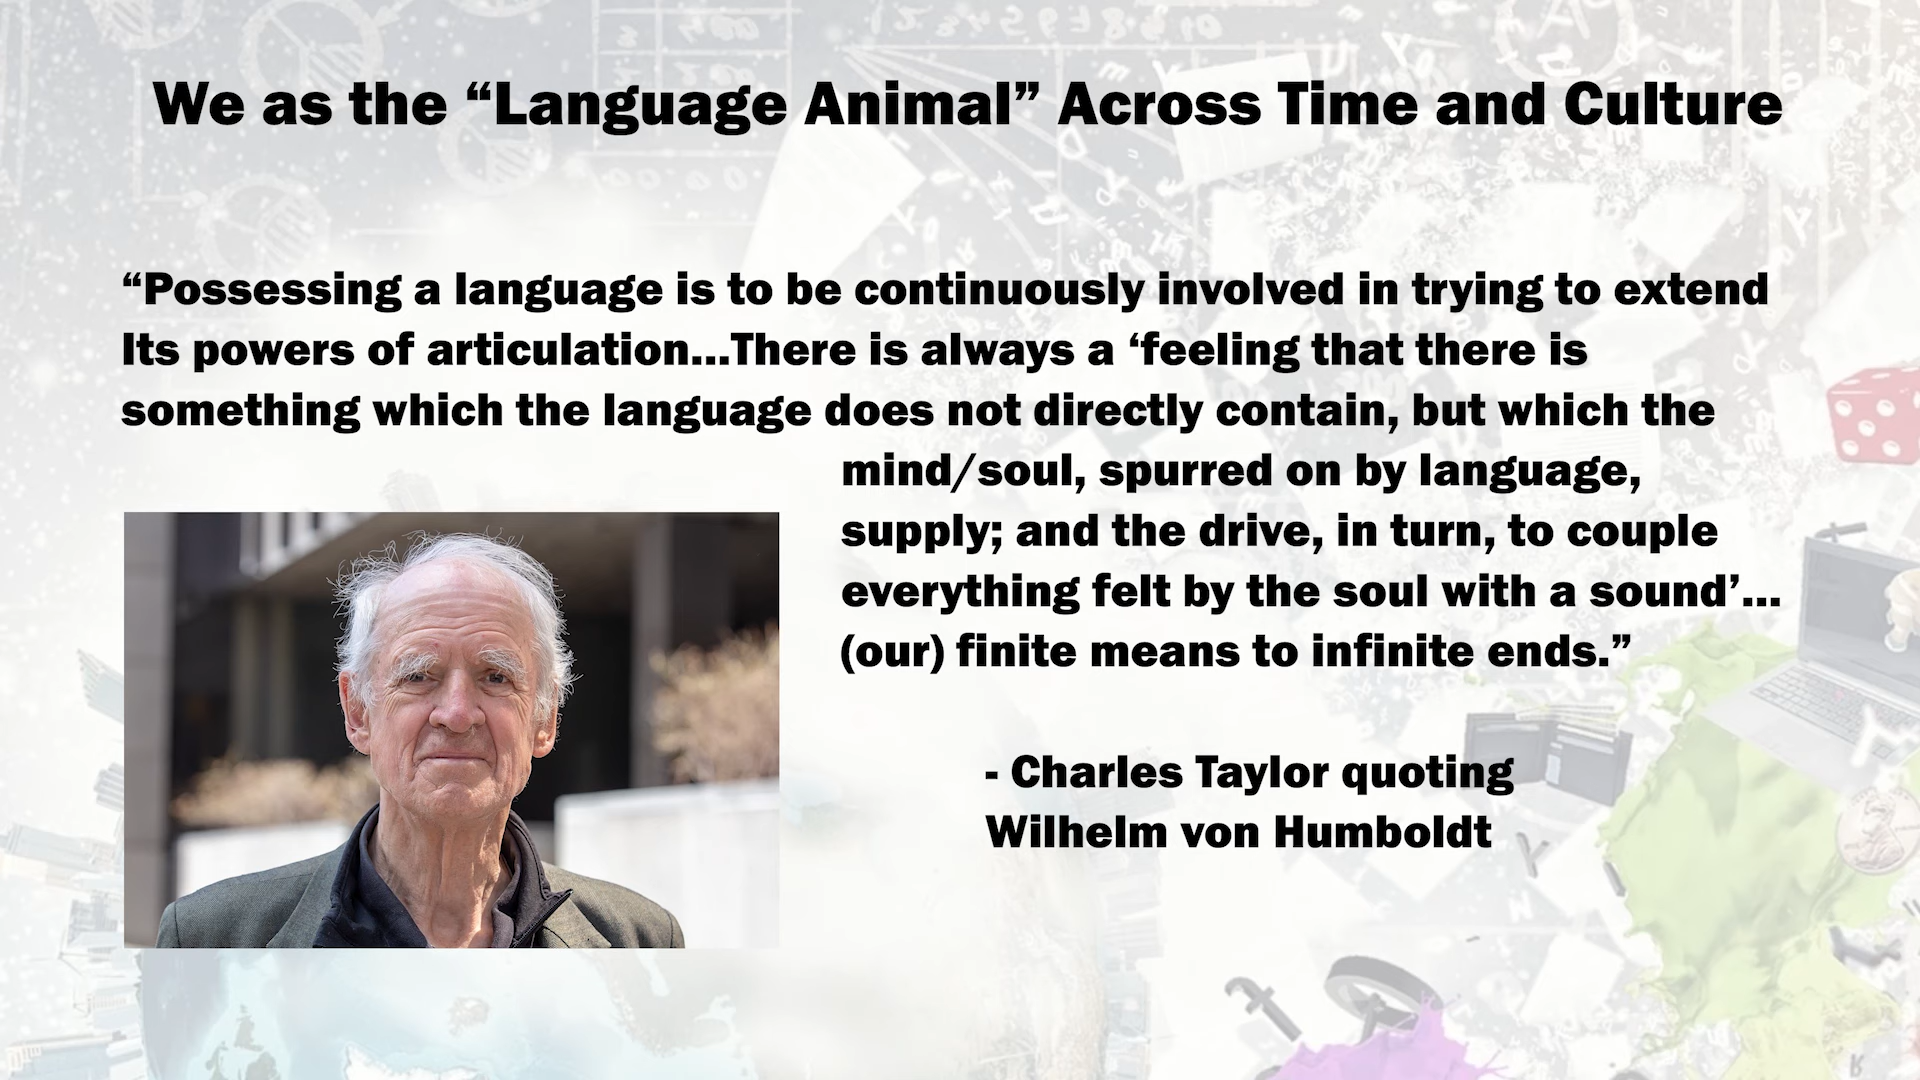 We as the “Language Animal” Across Time and Culture
“Possessing a language is to be continuously involved in trying to extend
Its powers of articulation...There is always a ‘feeling that there is
something which the language does not directly contain, but which the
mind/soul, spurred on by language,
supply; and the drive, in turn, to couple
everything felt by the soul with a sound’...
(our) finite means to infinite ends.”
- Charles Taylor quoting
Wilhelm von Humboldt